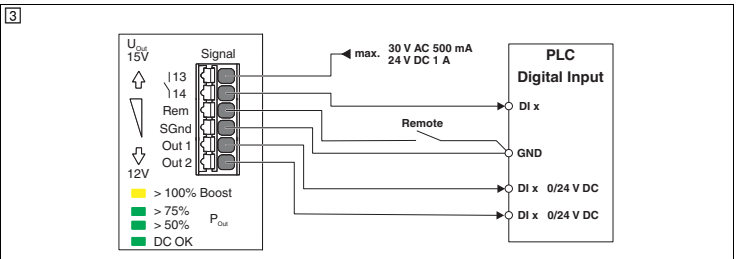 3
U Out
15V
Signal
13
14
Rem
SGnd
Out 1
Out 2
12V
> 100% Boost
> 75%
> 50%
P Out
DC OK
max. 30 V AC 500 mA
24 V DC 1 A
Remote
PLC
Digital Input
DI x
GND
DI x 0/24 V DC
DI x 0/24 V DC